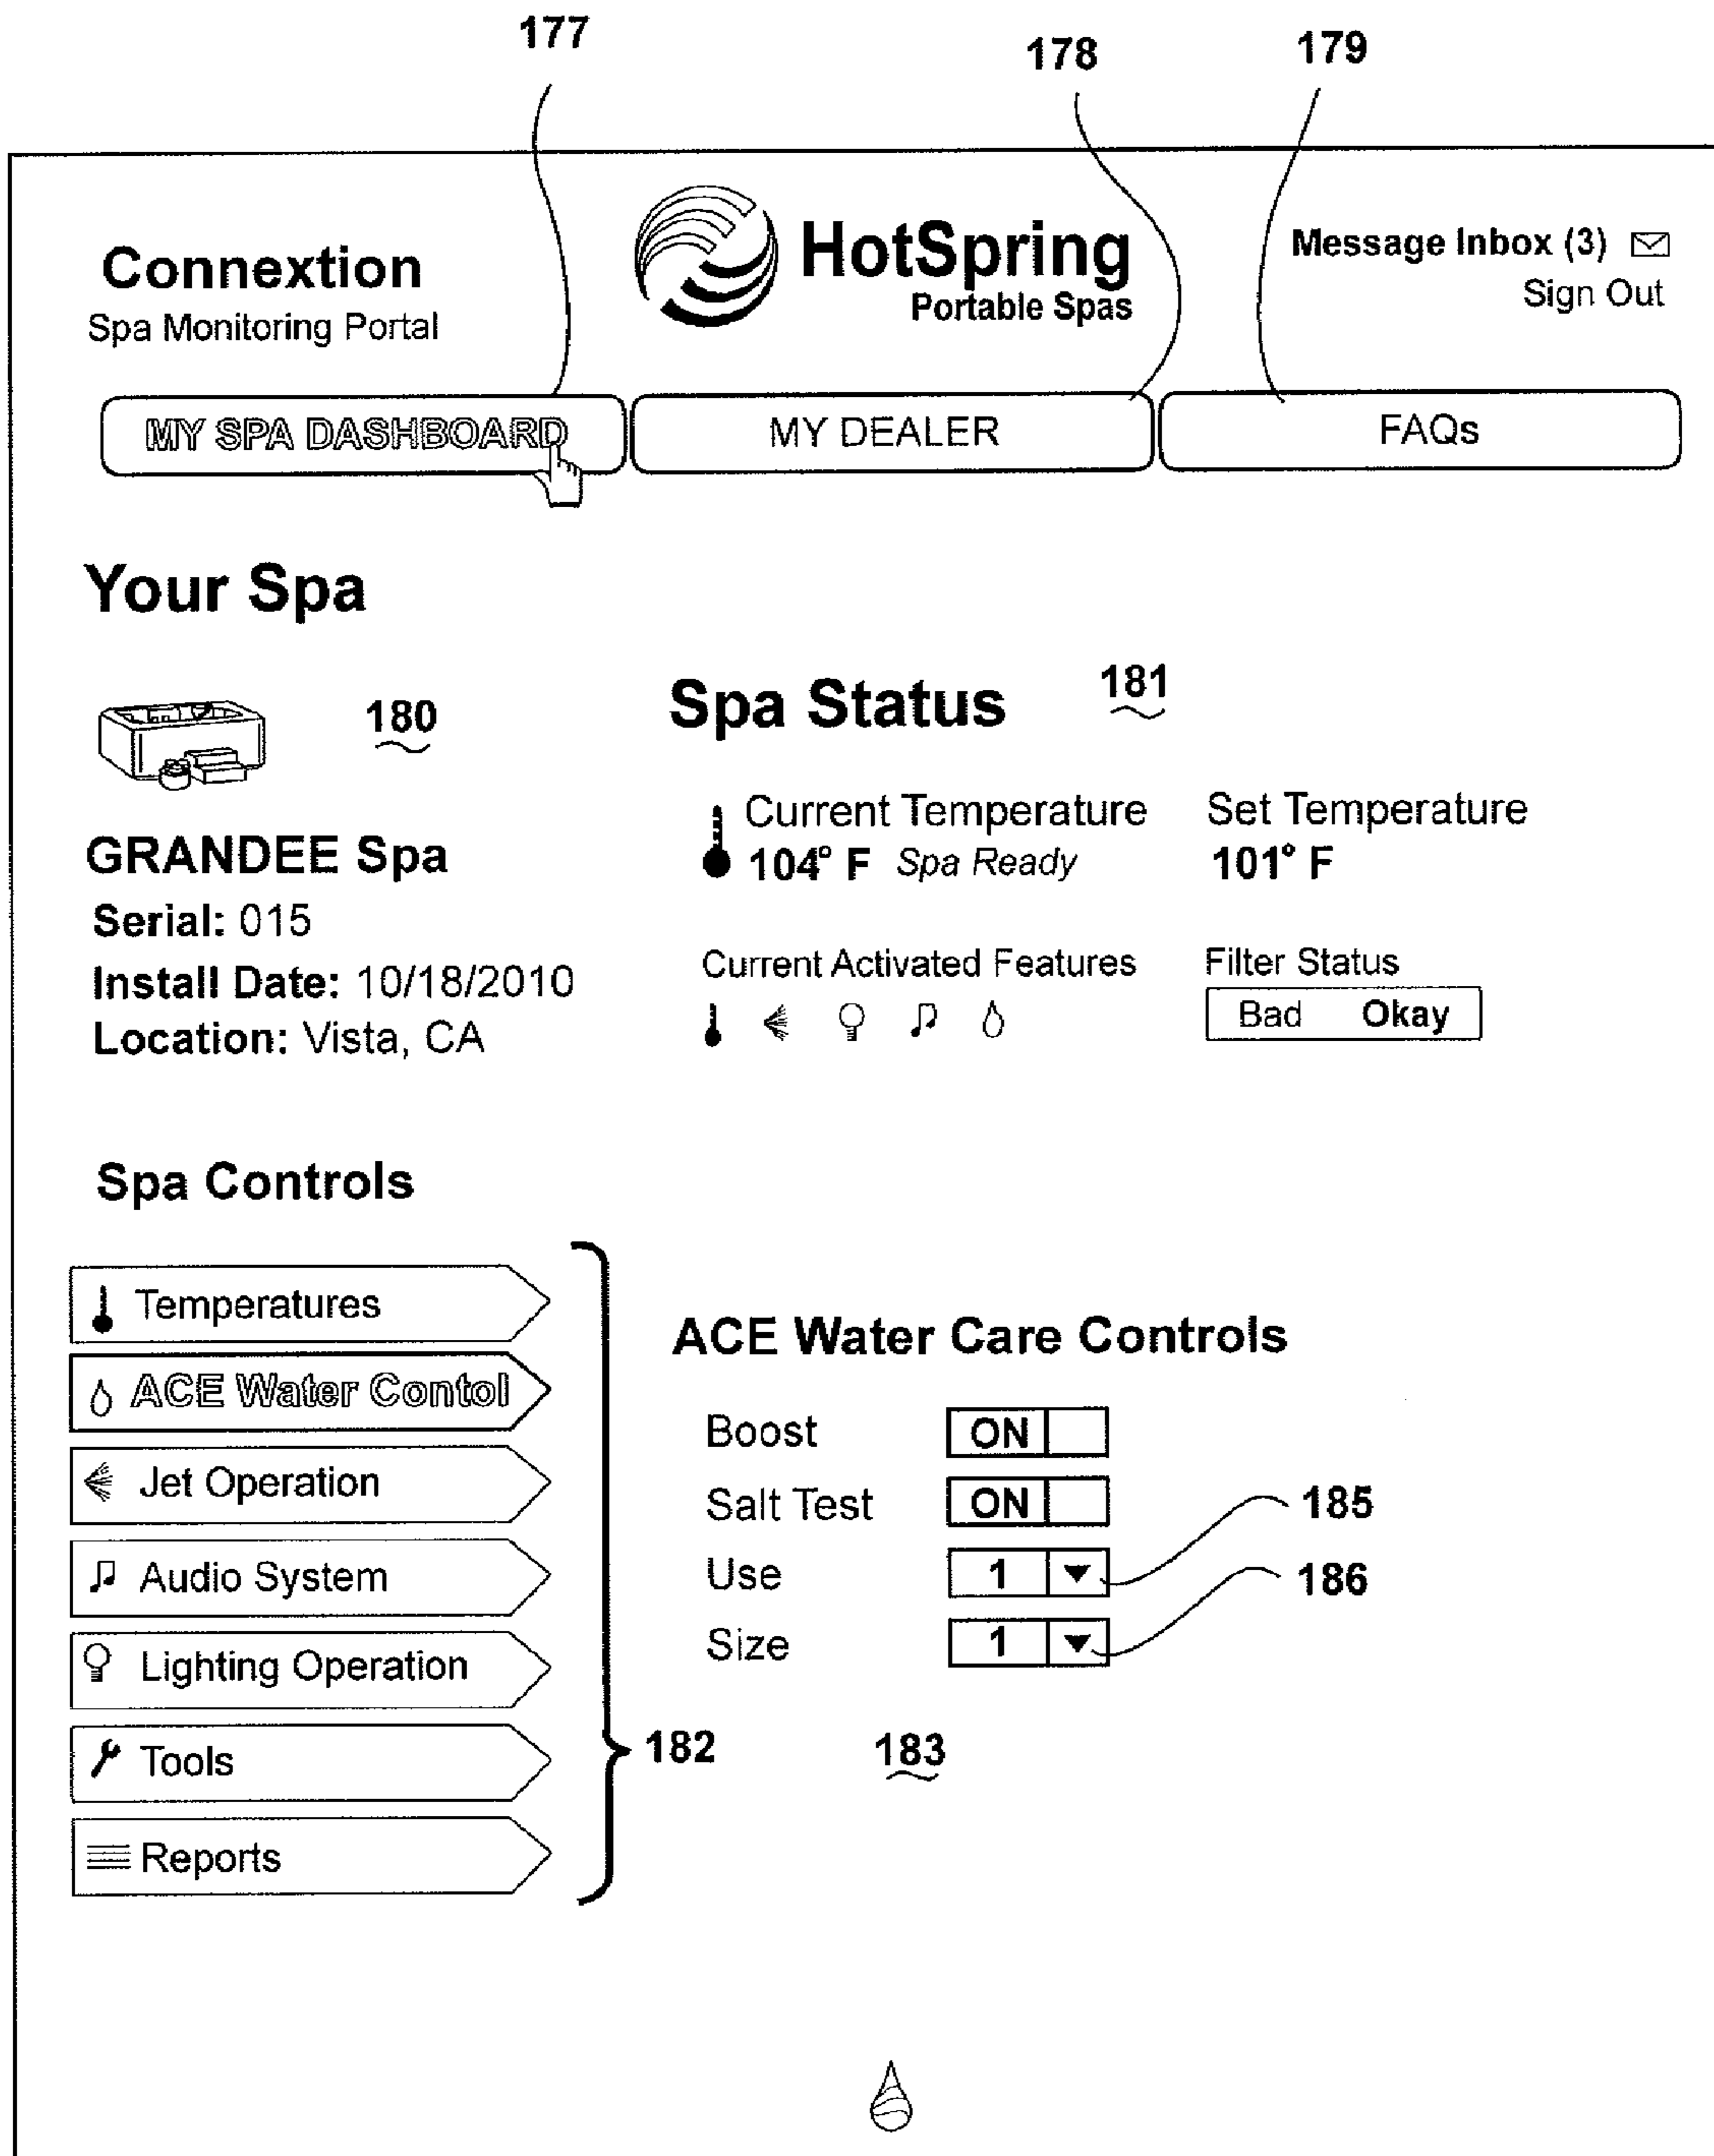 177
178
179
Connextion
Spa Monitoring Portal
HotSpring
Portable Spas
Message Inbox (3)
Sign Out
MY SPA DASHBOARD
MY DEALER
FAQs
Your Spa
180
GRANDEE Spa
Serial: 015
Install Date: 10/18/2010
Location: Vista, CA
Spa Status
181
Current Temperature
104° F Spa Ready
Set Temperature
101° F
Current Activated Features
Filter Status
Bad Okay
Spa Controls
Temperatures
ACE Water Contol
Jet Operation
Audio System
Lighting Operation
Tools
Reports
182
ACE Water Care Controls
Boost ON
Salt Test ON
Use 1
Size 1
185
186
183